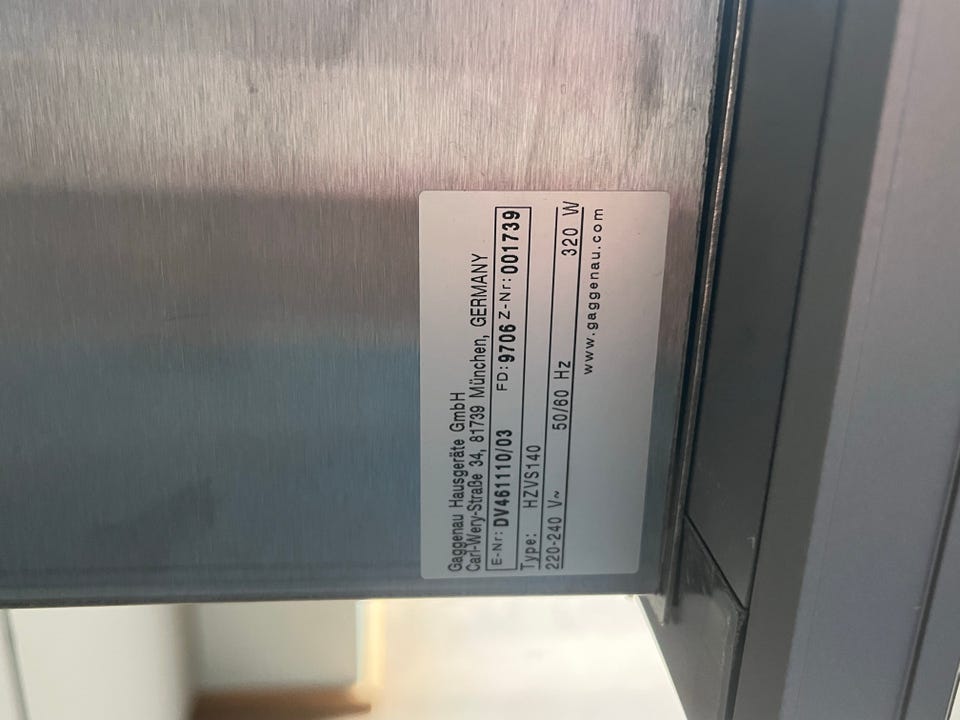 Gaggenau Hausgeräte GmbH
Carl-Wery-Straße 34, 81739 München, GERMANY
E-Nr: DV461110/03 FD: 9706 Z-Nr: 001739
Type: HZVS140
220-240 V~ 50/60 Hz 320 W
www.gaggenau.com